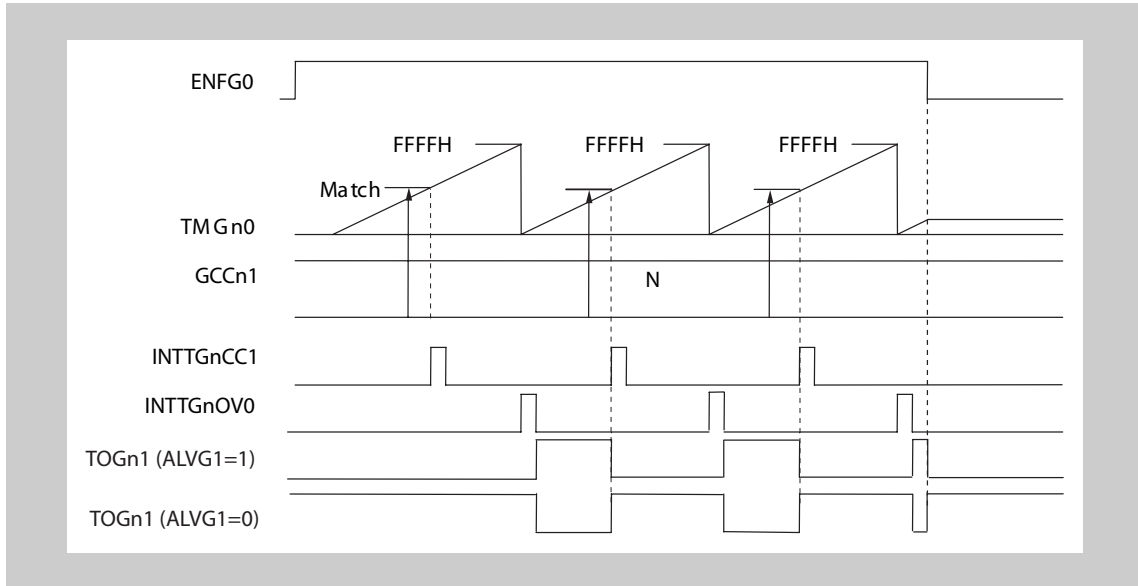 ENFG0
FFFFH FFFFH FFFFH
Match
TMGn0
GCCn1
N
INTTGnCC1
INTTGnOV0
TOGn1 (ALVG1=1)
TOGn1 (ALVG1=0)